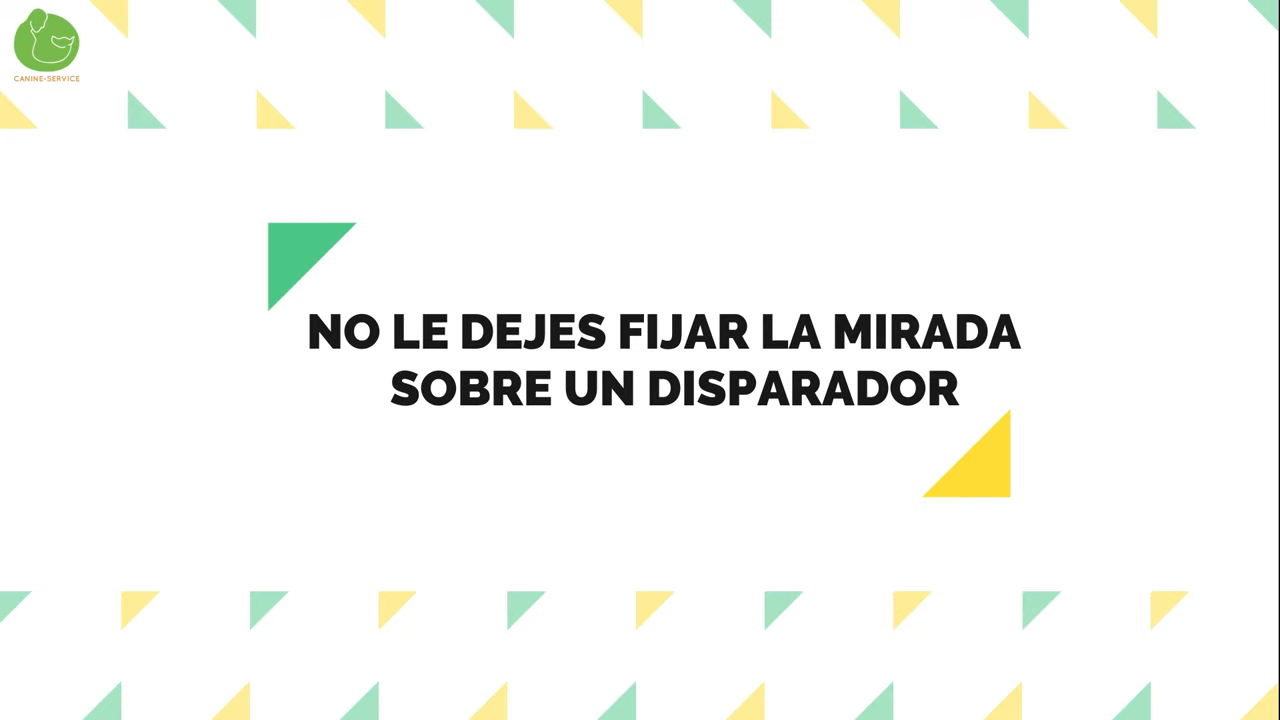 CANINE-SERVICE
NO LE DEJES FIJAR LA MIRADA
SOBRE UN DISPARADOR